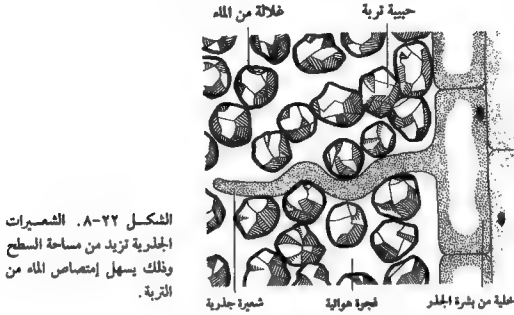 غلالة من الماء
حبيبة تربة
الشكل ٢٢-٨. الشعيرات
الجذرية تزيد من مساحة السطح
وذلك يسهل إمتصاص الماء من
التربة.
شعيرة جذرية
فجوة هوائية
خلية من بشرة الجذر